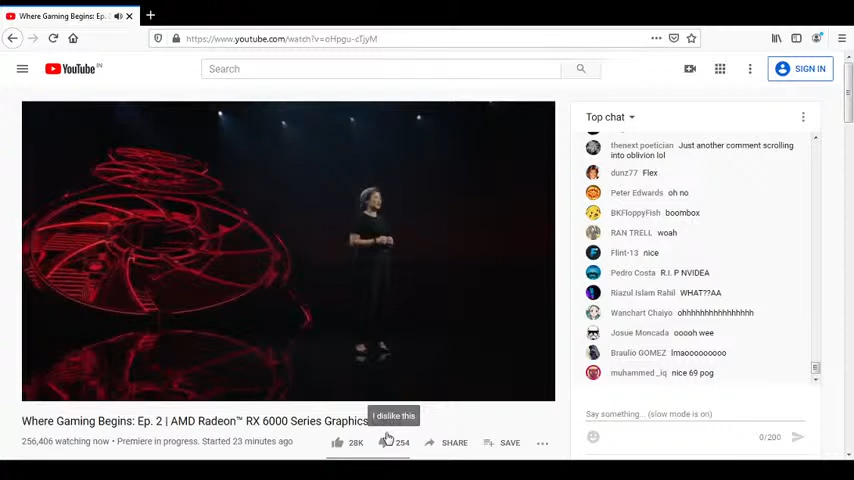 Where Gaming Begins: Ep. 2
https://www.youtube.com/watch?v=oHpgu-cTjyM
YouTube IN
Search
SIGN IN
Top chat
thenext poetician Just another comment scrolling
into oblivion lol
dunz77 Flex
Peter Edwards oh no
BKFloppyFish boombox
RAN TRELL woah
Flint-13 nice
Pedro Costa R.I. P NVIDEA
Riazul Islam Rahil WHAT??AA
Wanchart Chaiyo ohhhhhhhhhhhhhhhh
Josue Moncada ooooh wee
Braulio GOMEZ lmaooooooooo
muhammed_iq nice 69 pog
I dislike this
Say something... (slow mode is on)
0/200
Where Gaming Begins: Ep. 2 | AMD Radeon™ RX 6000 Series Graphics
256,406 watching now • Premiere in progress. Started 23 minutes ago
28K 254 SHARE SAVE